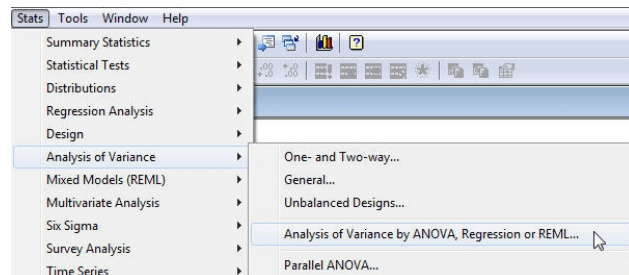 Stats Tools Window Help
Summary Statistics
Statistical Tests
Distributions
Regression Analysis
Design
Analysis of Variance
Mixed Models (REML)
Multivariate Analysis
Six Sigma
Survey Analysis
Time Series
One- and Two-way...
General...
Unbalanced Designs...
Analysis of Variance by ANOVA, Regression or REML...
Parallel ANOVA...